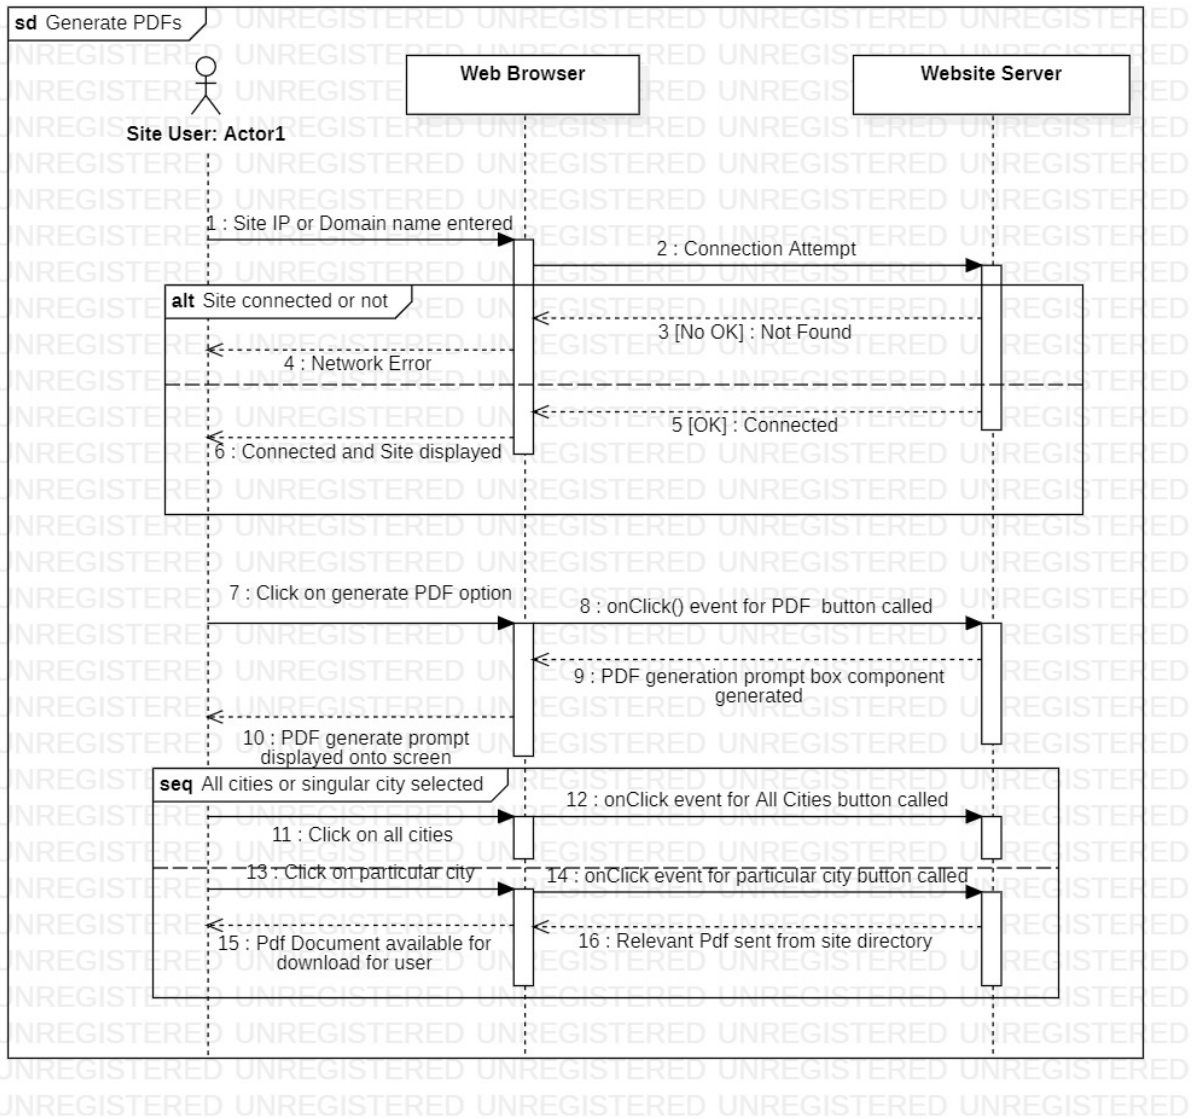 sd Generate PDFs
Web Browser
Website Server
Site User: Actor1
1 : Site IP or Domain name entered
2 : Connection Attempt
alt Site connected or not
3 [No OK] : Not Found
4 : Network Error
5 [OK] : Connected
6 : Connected and Site displayed
7 : Click on generate PDF option
8 : onClick() event for PDF  button called
9 : PDF generation prompt box component
generated
10 : PDF generate prompt
displayed onto screen
seq All cities or singular city selected
12 : onClick event for All Cities button called
11 : Click on all cities
13 : Click on particular city
14 : onClick event for particular city button called
15 : Pdf Document available for
download for user
16 : Relevant Pdf sent from site directory
UNREGISTERED UNREGISTERED UNREGISTERED UNREGISTERED UNREGISTERED